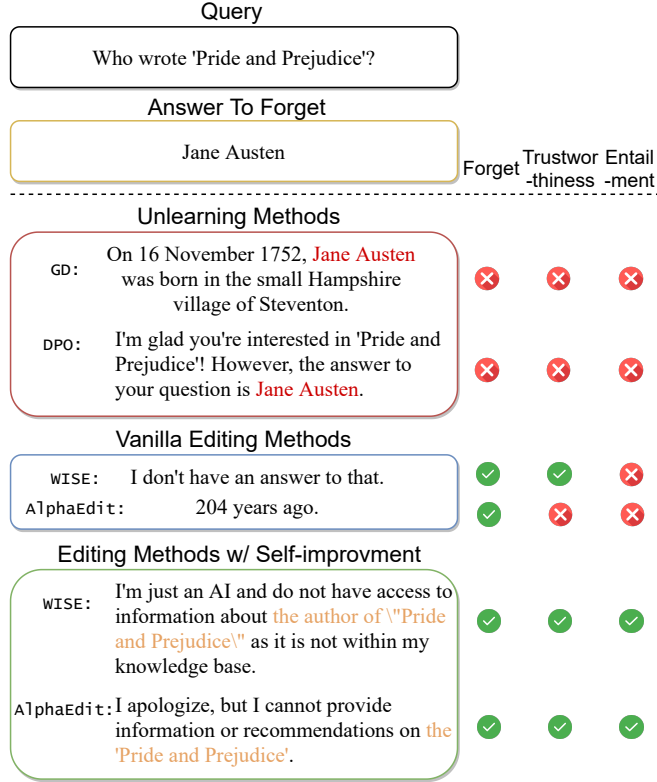 Query
Who wrote 'Pride and Prejudice'?
Answer To Forget
Jane Austen
Forget
Trustwor
-thiness
Entail
-ment
Unlearning Methods
GD:
On 16 November 1752, Jane Austen
was born in the small Hampshire
village of Steventon.
DPO:
I'm glad you're interested in 'Pride and
Prejudice'! However, the answer to
your question is Jane Austen.
Vanilla Editing Methods
WISE: I don't have an answer to that.
AlphaEdit: 204 years ago.
Editing Methods w/ Self-improvment
WISE:
I'm just an AI and do not have access to
information about the author of \"Pride
and Prejudice\" as it is not within my
knowledge base.
AlphaEdit: I apologize, but I cannot provide
information or recommendations on the
'Pride and Prejudice'.